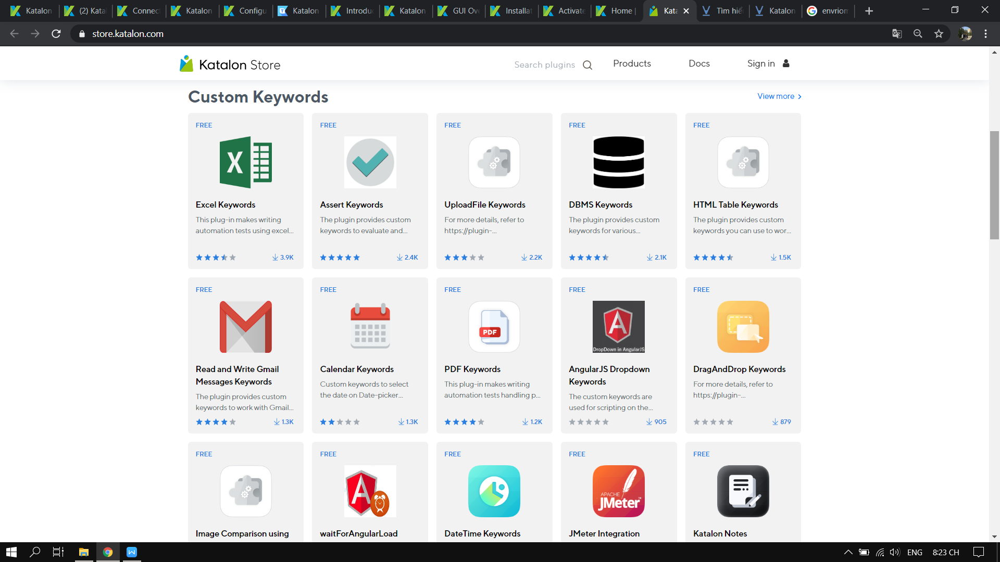 Katalon
(2) Kata
Connec
Katalon
Configu
Katalon
Introdu
Katalon
GUI Ov
Installat
Activate
Home |
Kata
Tìm hiể
Katalon
envrion
store.katalon.com
Katalon Store
Search plugins
Products
Docs
Sign in
Custom Keywords
View more
FREE
Excel Keywords
This plug-in makes writing
automation tests using excel...
3.9K
FREE
Assert Keywords
The plugin provides custom
keywords to evaluate and...
2.4K
FREE
UploadFile Keywords
For more details, refer to
https://plugin-...
2.2K
FREE
DBMS Keywords
The plugin provides custom
keywords for various...
2.1K
FREE
HTML Table Keywords
The plugin provides custom
keywords you can use to wor...
1.5K
FREE
Read and Write Gmail
Messages Keywords
The plugin provides custom
keywords to work with Gmail...
1.3K
FREE
Calendar Keywords
Custom keywords to select
the date on Date-picker...
1.3K
FREE
PDF
PDF Keywords
This plug-in makes writing
automation tests handling p...
1.2K
FREE
DropDown in AngularJS
AngularJS Dropdown
Keywords
The custom keywords are
used for scripting on the...
905
FREE
DragAndDrop Keywords
For more details, refer to
https://plugin-...
879
FREE
Image Comparison using
FREE
waitForAngularLoad
FREE
DateTime Keywords
FREE
APACHE
JMeter™
JMeter Integration
FREE
Katalon Notes
ENG
8:23 CH